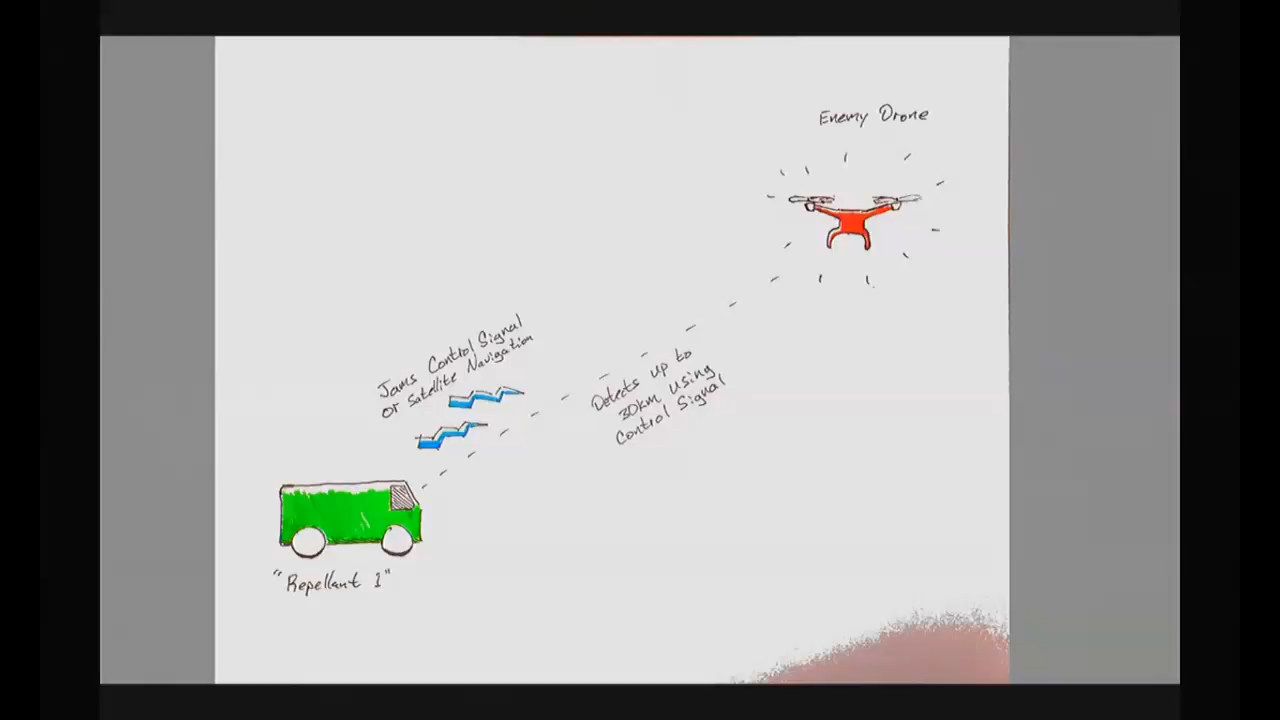 Enemy Drone
Jams Control Signal
or Satellite Navigation
Detects up to
30km using
Control Signal
"Repellant 1"